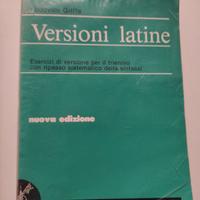 Versioni latine
Esercizi di versione per il triennio
con ripasso sistematico della sintassi
nuova edizione